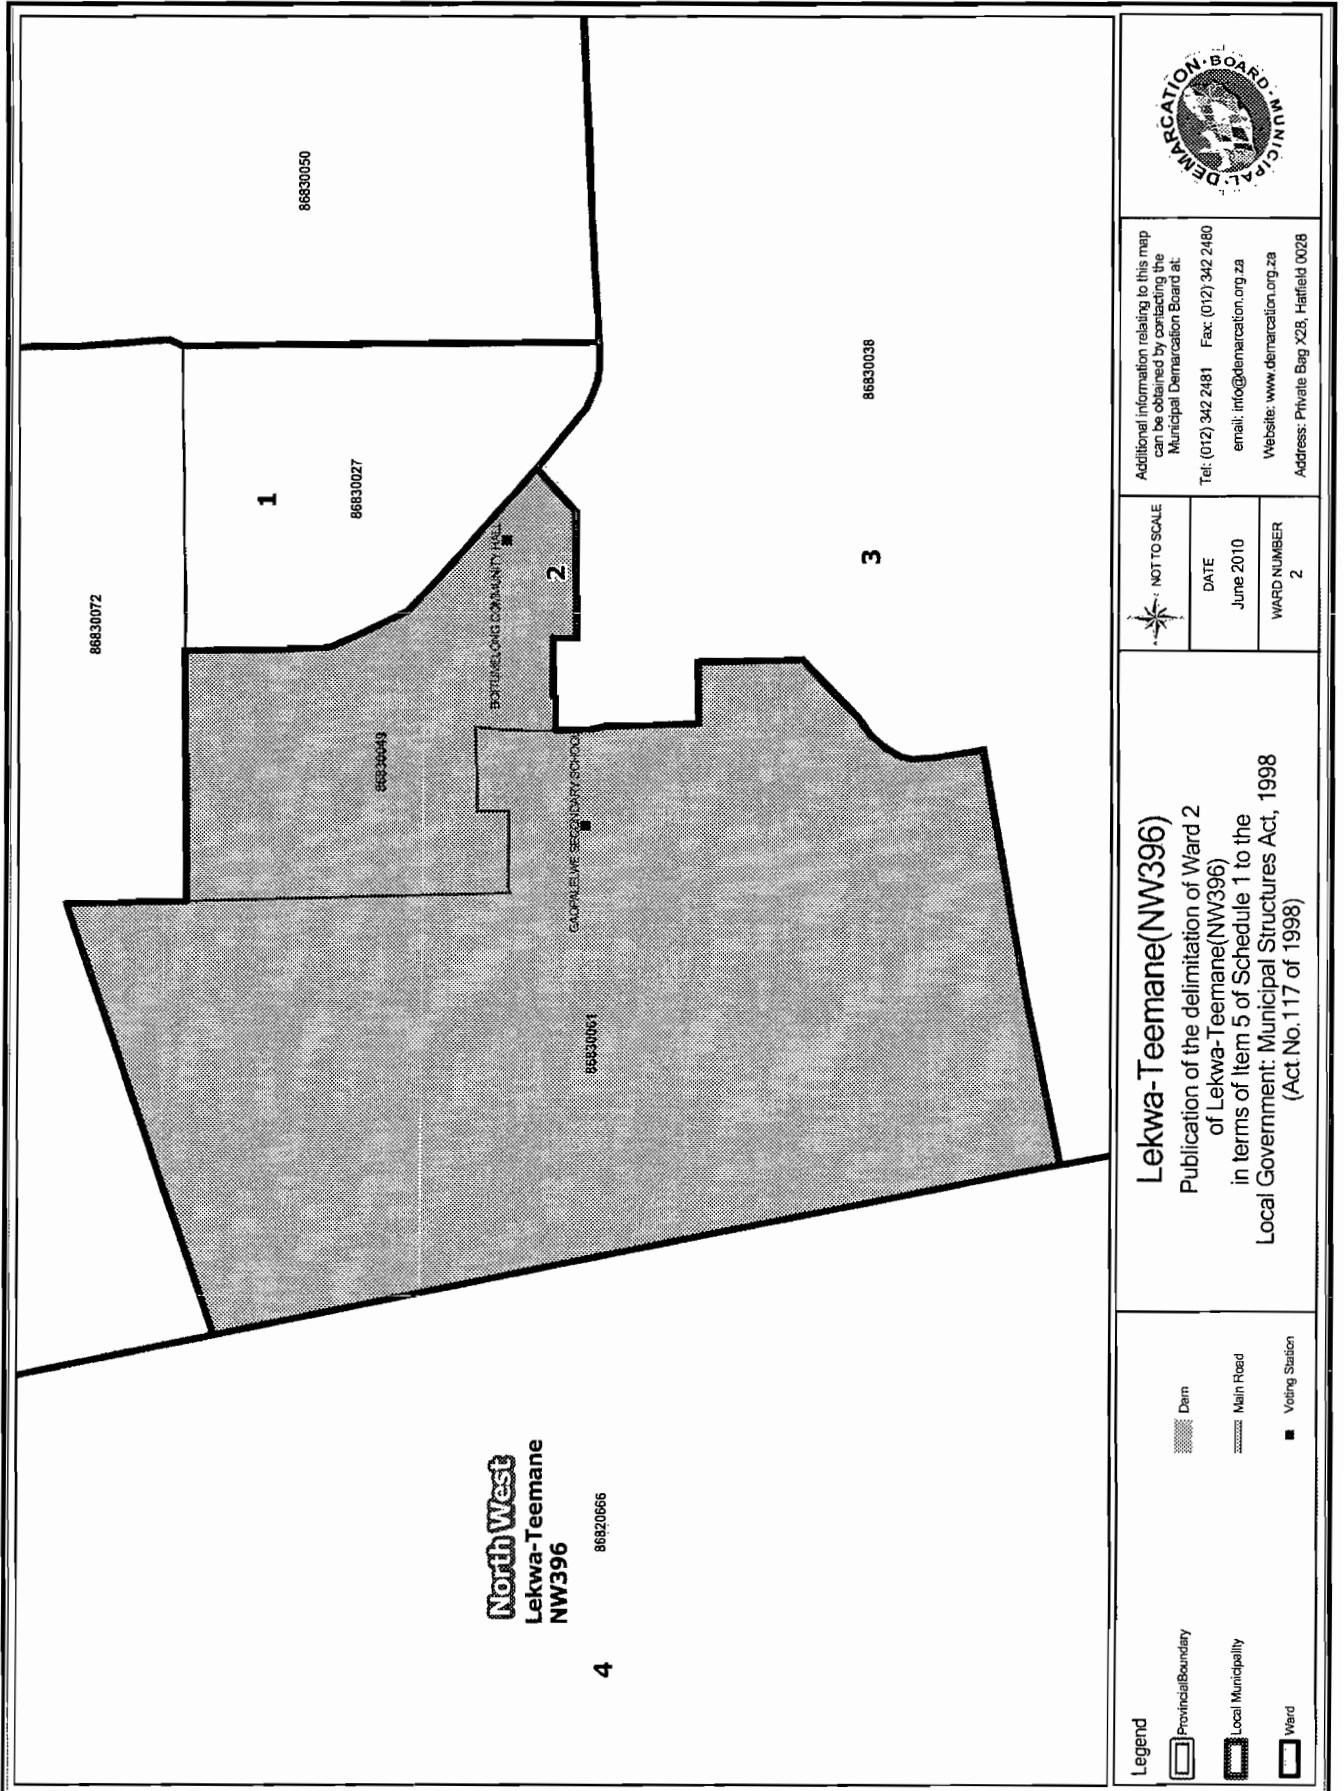 86830050
86830072
1
86830027
86830038
BOITUMELONG COMMUNITY HALL
2
3
86830049
GAOPALELWE SECONDARY SCHOOL
86830061
North West
Lekwa-Teemane
NW396
86820666
4
Legend
ProvincialBoundary
Local Municipality
Ward
Dam
Main Road
Voting Station
Lekwa-Teemane(NW396)
Publication of the delimitation of Ward 2
of Lekwa-Teemane(NW396)
in terms of Item 5 of Schedule 1 to the
Local Government: Municipal Structures Act, 1998
(Act.No.117 of 1998)
NOT TO SCALE
DATE
June 2010
WARD NUMBER
2
Additional information relating to this map
can be obtained by contacting the
Municipal Demarcation Board at:
Tel: (012) 342 2481 Fax: (012) 342 2480
email: info@demarcation.org.za
Website: www.demarcation.org.za
Address: Private Bag X28, Hatfield 0028
MUNICIPAL · DEMARCATION · BOARD ·